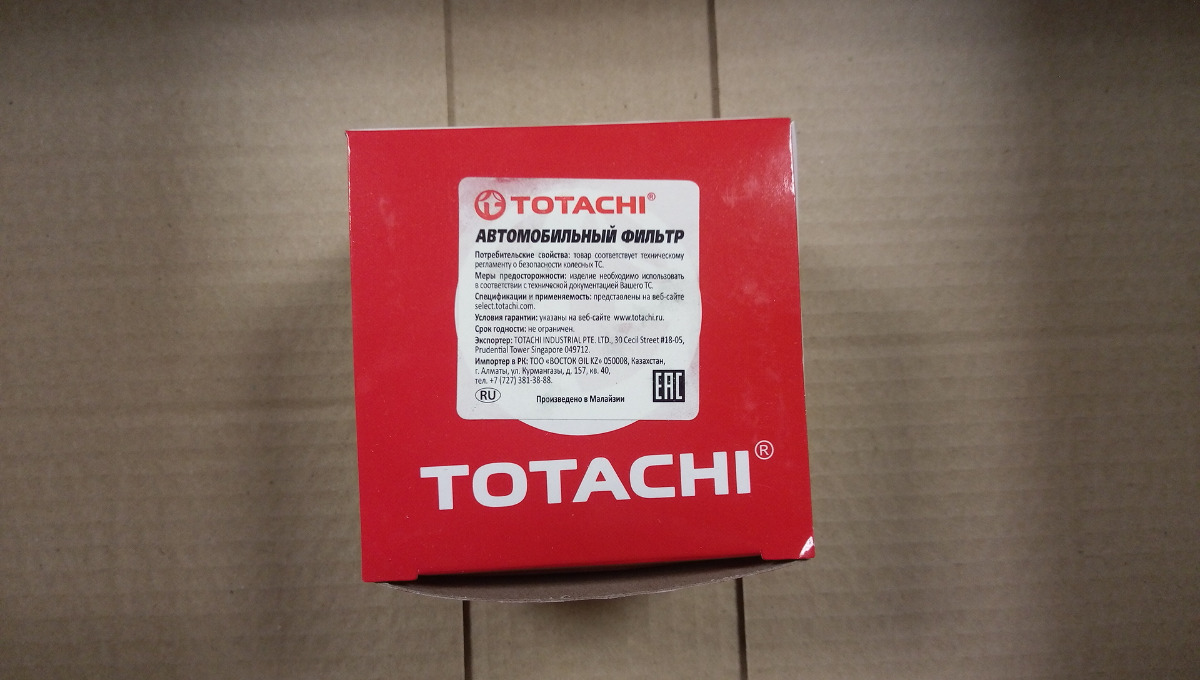 TOTACHI®
АВТОМОБИЛЬНЫЙ ФИЛЬТР
Потребительские свойства: товар соответствует техническому
регламенту о безопасности колесных ТС.
Меры предосторожности: изделие необходимо использовать
в соответствии с технической документацией Вашего ТС.
Спецификации и применяемость: представлены на веб-сайте
select.totachi.com.
Условия гарантии: указаны на веб-сайте www.totachi.ru.
Срок годности: не ограничен.
Экспортер: TOTACHI INDUSTRIAL PTE. LTD., 30 Cecil Street #18-05,
Prudential Tower Singapore 049712.
Импортер в РК: ТОО «ВОСТОК OIL KZ» 050008, Казахстан,
г. Алматы, ул. Курмангазы, д. 157, кв. 40,
тел. +7 (727) 381-38-88.
RU Произведено в Малайзии EAC
TOTACHI®